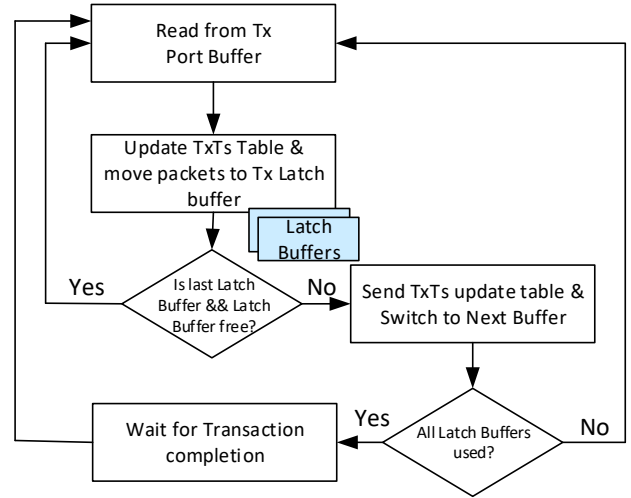 Read from Tx
Port Buffer
Update TxTs Table &
move packets to Tx Latch
buffer
Latch
Buffers
Is last Latch
Buffer && Latch
Buffer free?
Yes
No
Send TxTs update table &
Switch to Next Buffer
All Latch Buffers
used?
Yes
No
Wait for Transaction
completion